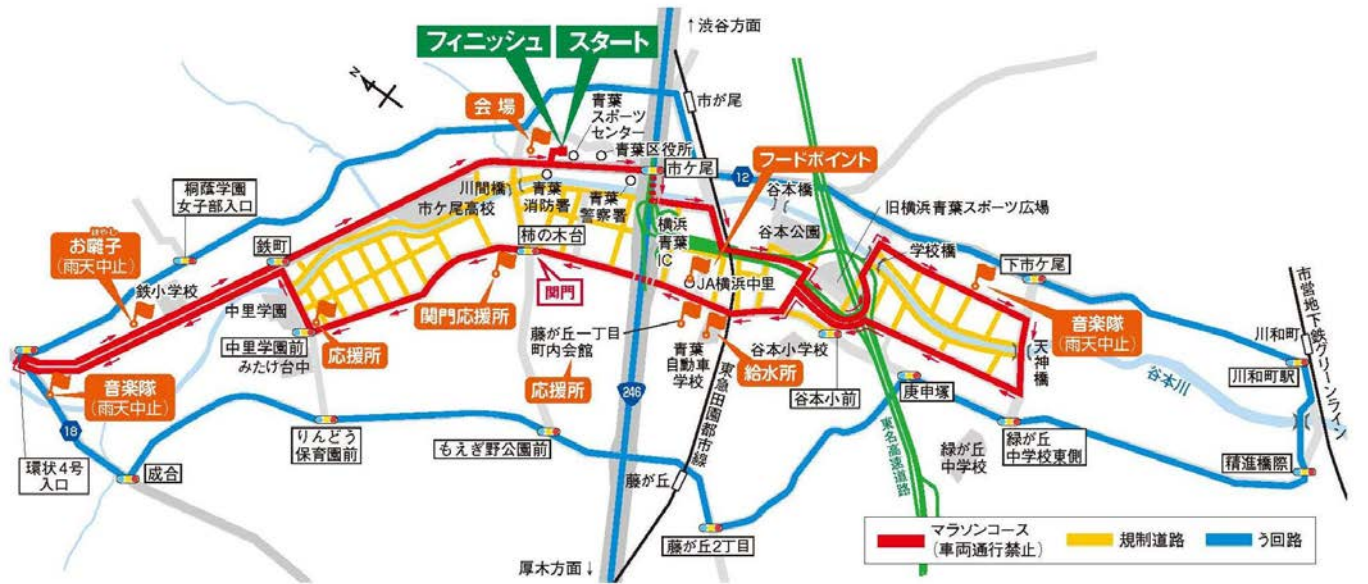 ↑渋谷方面
フィニッシュ
スタート
N
会場
青葉
スポーツ
センター
市が尾
青葉区役所
市ケ尾
フードポイント
12
桐蔭学園
女子部入口
川間橋
市ケ尾高校
青葉
消防署
青葉
警察署
谷本橋
谷本公園
旧横浜青葉スポーツ広場
はやし
お囃子
(雨天中止)
鉄町
柿の木台
横浜
青葉
IC
学校橋
下市ケ尾
鉄小学校
中里学園
関門
JA横浜中里
市営地下鉄グリーンライン
関門応援所
音楽隊
(雨天中止)
川和町
中里学園前
みたけ台中
応援所
藤が丘一丁目
町内会館
応援所
青葉
自動車
学校
給水所
谷本小学校
谷本小前
天神橋
谷本川
川和町駅
音楽隊
(雨天中止)
246
東急田園都市線
庚申塚
18
りんどう
保育園前
もえぎ野公園前
東名高速道路
緑が丘
中学校
緑が丘
中学校東側
精進橋際
環状4号
入口
成合
藤が丘
藤が丘2丁目
厚木方面↓
マラソンコース
(車両通行禁止)
規制道路
う回路